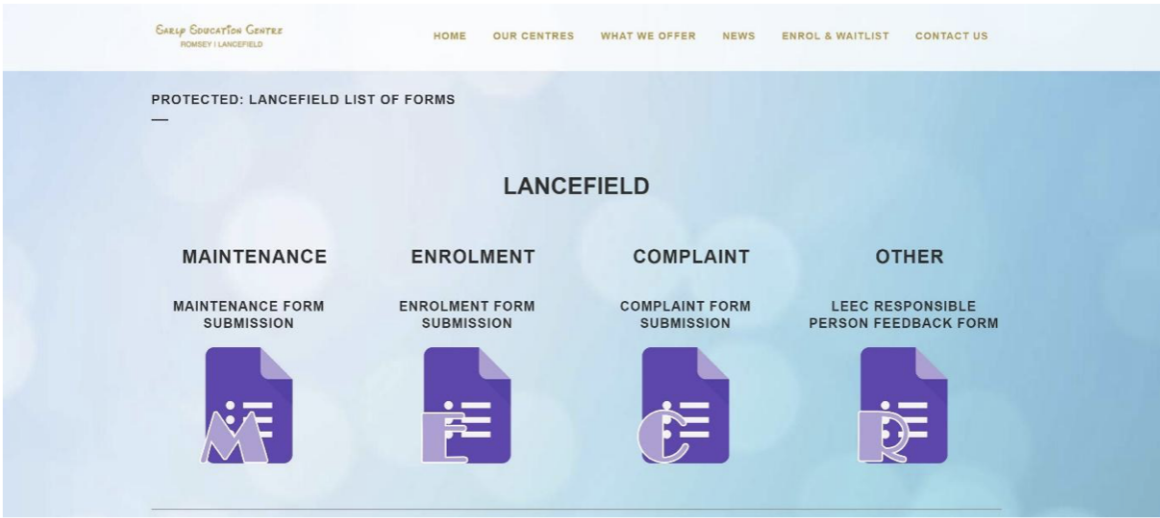 Early Education Centre
ROMSEY | LANCEFIELD
HOME OUR CENTRES WHAT WE OFFER NEWS ENROL & WAITLIST CONTACT US
PROTECTED: LANCEFIELD LIST OF FORMS
LANCEFIELD
MAINTENANCE
MAINTENANCE FORM
SUBMISSION
M
ENROLMENT
ENROLMENT FORM
SUBMISSION
E
COMPLAINT
COMPLAINT FORM
SUBMISSION
C
OTHER
LEEC RESPONSIBLE
PERSON FEEDBACK FORM
R